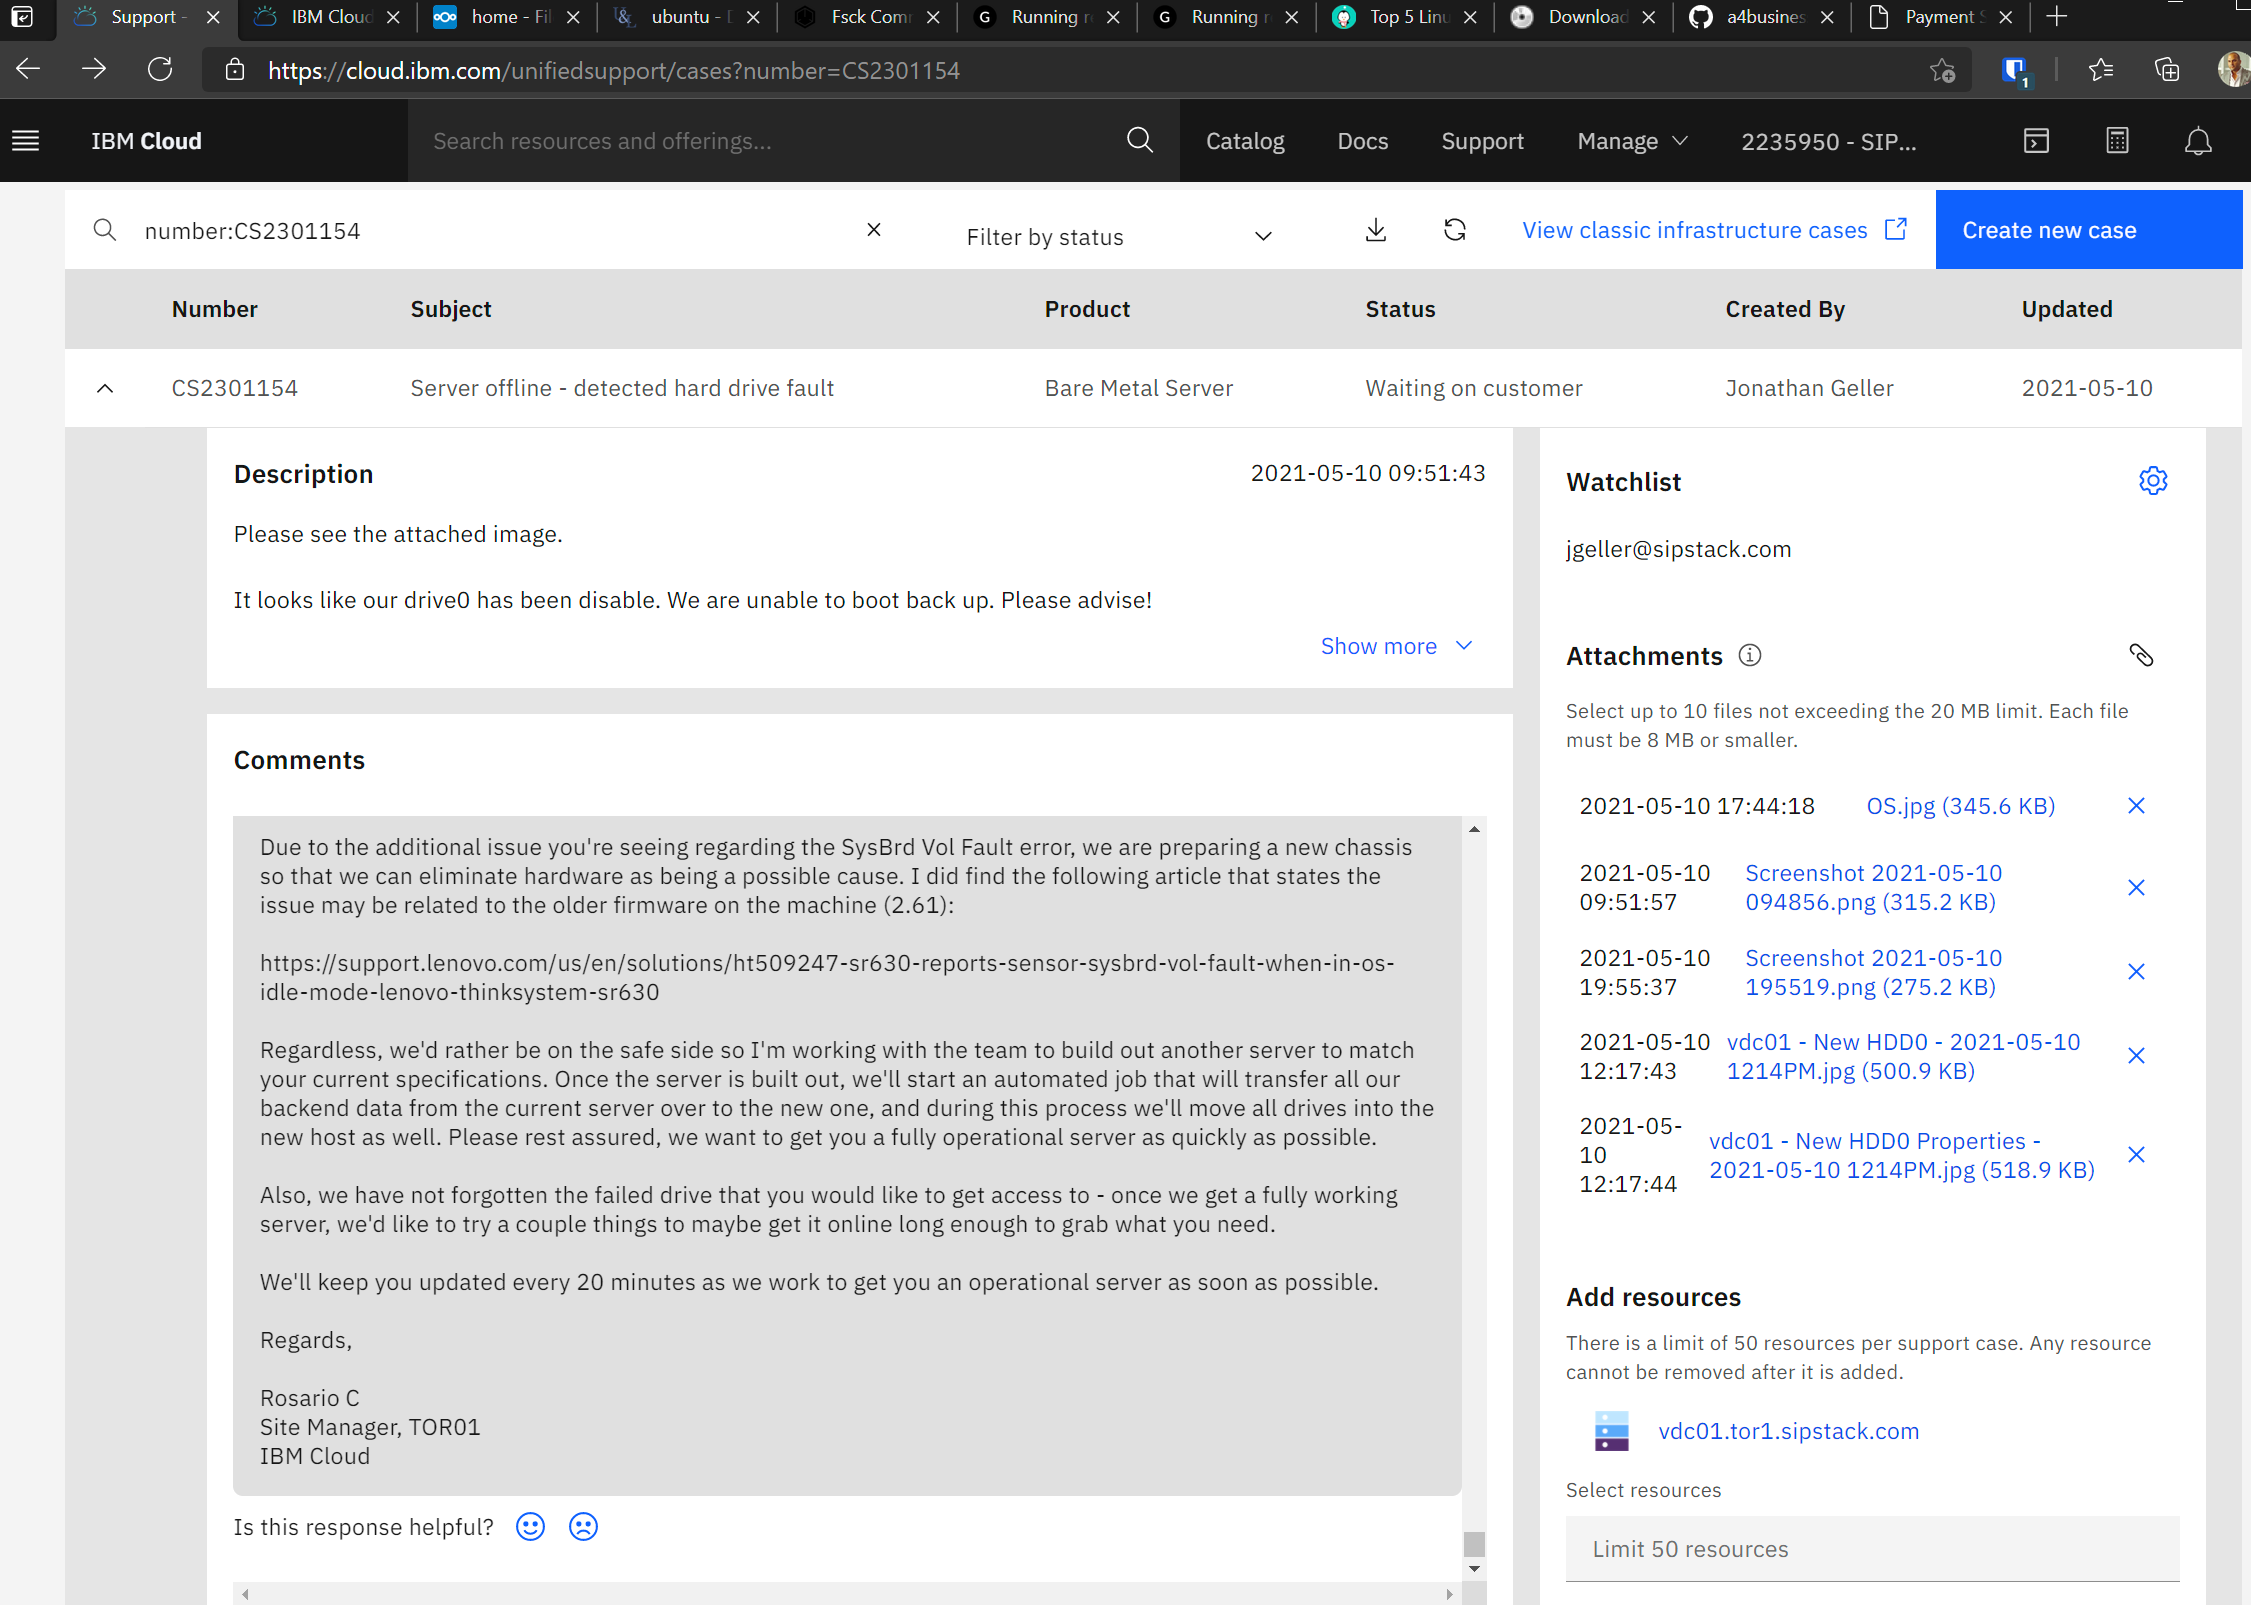 Support -
IBM Cloud
home - Fil
ubuntu -
Fsck Com
Running r
Running r
Top 5 Linu
Download
a4busines
Payment S
https://cloud.ibm.com/unifiedsupport/cases?number=CS2301154
1
IBM Cloud
Search resources and offerings...
Catalog
Docs
Support
Manage
2235950 - SIP...
number:CS2301154
Filter by status
View classic infrastructure cases
Create new case
Number
Subject
Product
Status
Created By
Updated
CS2301154
Server offline - detected hard drive fault
Bare Metal Server
Waiting on customer
Jonathan Geller
2021-05-10
Description
2021-05-10 09:51:43
Please see the attached image.
It looks like our drive0 has been disable. We are unable to boot back up. Please advise!
Show more
Comments
Due to the additional issue you're seeing regarding the SysBrd Vol Fault error, we are preparing a new chassis
so that we can eliminate hardware as being a possible cause. I did find the following article that states the
issue may be related to the older firmware on the machine (2.61):
https://support.lenovo.com/us/en/solutions/ht509247-sr630-reports-sensor-sysbrd-vol-fault-when-in-os-
idle-mode-lenovo-thinksystem-sr630
Regardless, we'd rather be on the safe side so I'm working with the team to build out another server to match
your current specifications. Once the server is built out, we'll start an automated job that will transfer all our
backend data from the current server over to the new one, and during this process we'll move all drives into the
new host as well. Please rest assured, we want to get you a fully operational server as quickly as possible.
Also, we have not forgotten the failed drive that you would like to get access to - once we get a fully working
server, we'd like to try a couple things to maybe get it online long enough to grab what you need.
We'll keep you updated every 20 minutes as we work to get you an operational server as soon as possible.
Regards,
Rosario C
Site Manager, TOR01
IBM Cloud
Is this response helpful?
Watchlist
jgeller@sipstack.com
Attachments
Select up to 10 files not exceeding the 20 MB limit. Each file
must be 8 MB or smaller.
2021-05-10 17:44:18
OS.jpg (345.6 KB)
2021-05-10
09:51:57
Screenshot 2021-05-10
094856.png (315.2 KB)
2021-05-10
19:55:37
Screenshot 2021-05-10
195519.png (275.2 KB)
2021-05-10
12:17:43
vdc01 - New HDD0 - 2021-05-10
1214PM.jpg (500.9 KB)
2021-05-
10
12:17:44
vdc01 - New HDD0 Properties -
2021-05-10 1214PM.jpg (518.9 KB)
Add resources
There is a limit of 50 resources per support case. Any resource
cannot be removed after it is added.
vdc01.tor1.sipstack.com
Select resources
Limit 50 resources